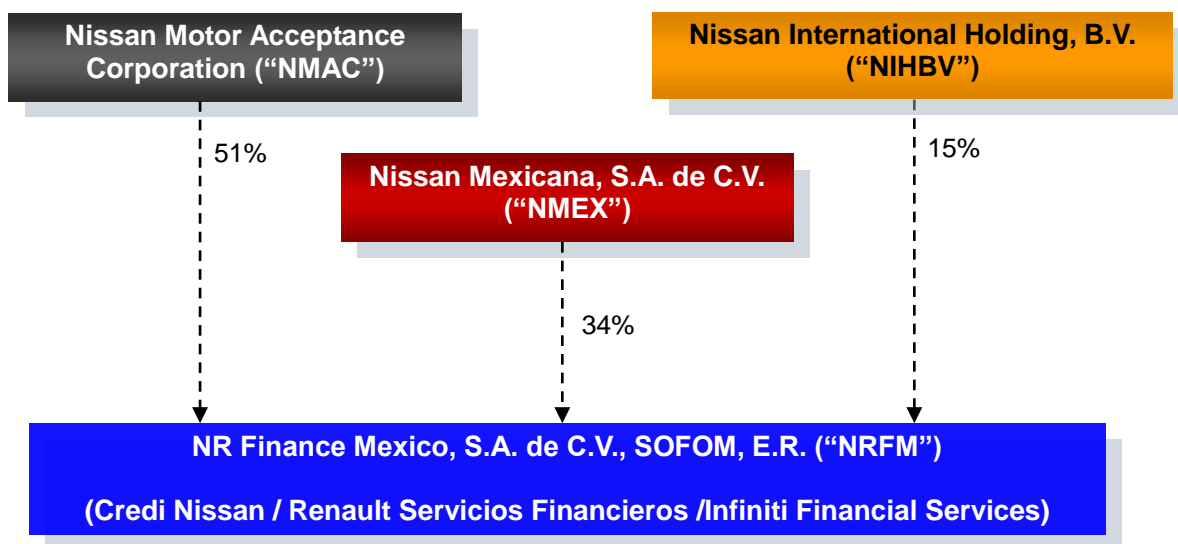 Nissan Motor Acceptance
Corporation (“NMAC”)
Nissan International Holding, B.V.
(“NIHBV”)
51%
15%
Nissan Mexicana, S.A. de C.V.
(“NMEX”)
34%
NR Finance Mexico, S.A. de C.V., SOFOM, E.R. (“NRFM”)
(Credi Nissan / Renault Servicios Financieros /Infiniti Financial Services)